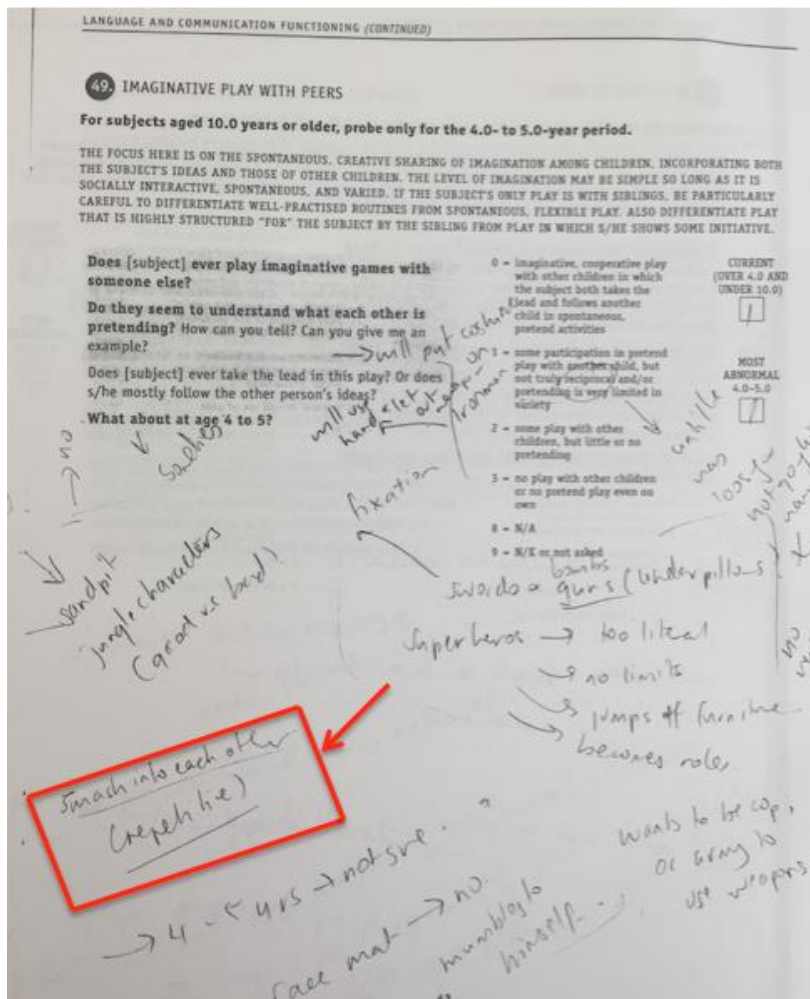 LANGUAGE AND COMMUNICATION FUNCTIONING (CONTINUED)
49. IMAGINATIVE PLAY WITH PEERS
For subjects aged 10.0 years or older, probe only for the 4.0- to 5.0-year period.
THE FOCUS HERE IS ON THE SPONTANEOUS, CREATIVE SHARING OF IMAGINATION AMONG CHILDREN, INCORPORATING BOTH
THE SUBJECT'S IDEAS AND THOSE OF OTHER CHILDREN. THE LEVEL OF IMAGINATION MAY BE SIMPLE SO LONG AS IT IS
SOCIALLY INTERACTIVE, SPONTANEOUS, AND VARIED. IF THE SUBJECT'S ONLY PLAY IS WITH SIBLINGS, BE PARTICULARLY
CAREFUL TO DIFFERENTIATE WELL-PRACTISED ROUTINES FROM SPONTANEOUS, FLEXIBLE PLAY. ALSO DIFFERENTIATE PLAY
THAT IS HIGHLY STRUCTURED "FOR" THE SUBJECT BY THE SIBLING FROM PLAY IN WHICH S/HE SHOWS SOME INITIATIVE.
Does [subject] ever play imaginative games with
someone else?
Do they seem to understand what each other is
pretending? How can you tell? Can you give me an
example?
Does [subject] ever take the lead in this play? Or does
s/he mostly follow the other person's ideas?
What about at age 4 to 5?
0 = imaginative, cooperative play
with other children in which
the subject both takes the
lead and follows another
child in spontaneous,
pretend activities
1 = some participation in pretend
play with another child, but
not truly reciprocal and/or
pretending is very limited in
variety
2 = some play with other
children, but little or no
pretending
3 = no play with other children
or no pretend play even on
own
8 = N/A
9 = N/K or not asked
CURRENT
(OVER 4.0 AND
UNDER 10.0)
1
MOST
ABNORMAL
4.0–5.0
1
will put costume
on
Ironman
will use
fixation
→ no
sandpit
jungle characters
(good vs bad)
bombs
swords guns (under pillows)
Superheros → too literal
→ no limits
jumps off furniture
becomes roles
Smash into each other
(repetitive)
→ 4-5 yrs → not sure.
mat → no.
mumbles to
himself
wants to be cop,
or army to
use weapons